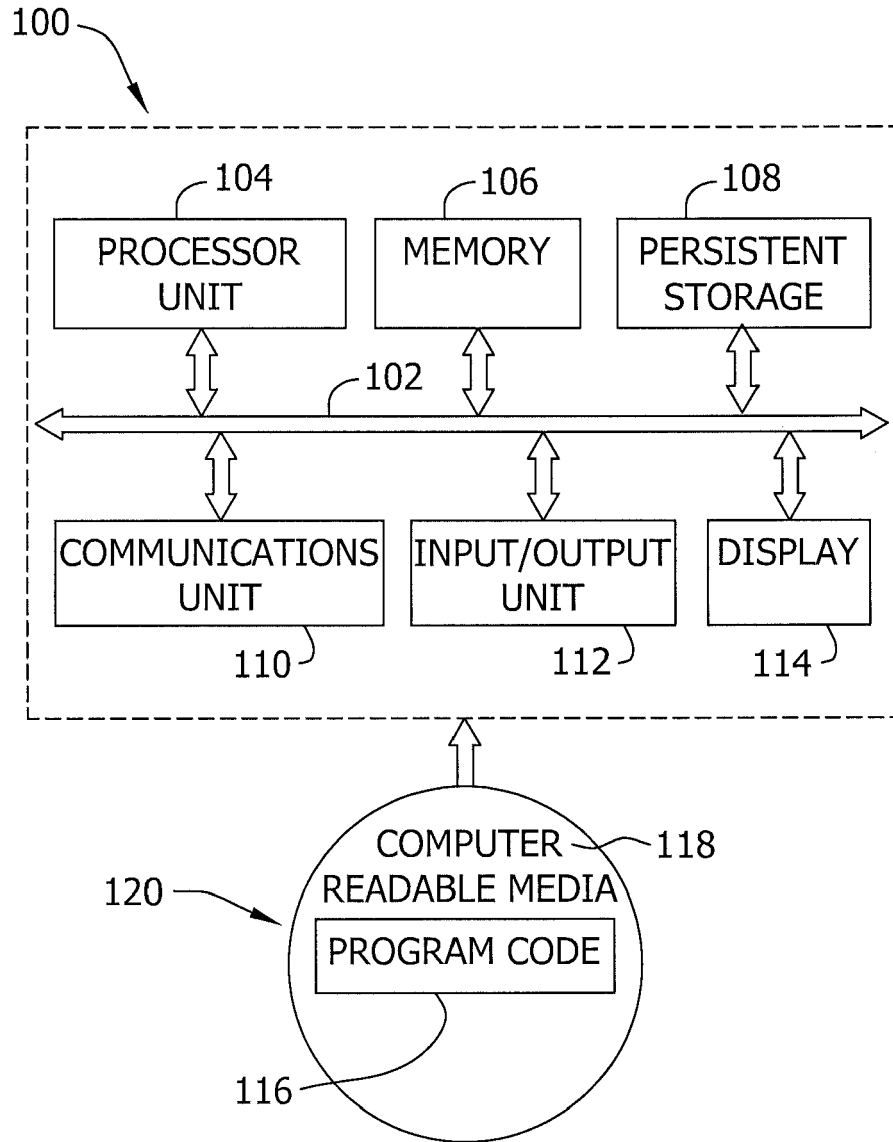 100
104
106
108
PROCESSOR
UNIT
MEMORY
PERSISTENT
STORAGE
102
COMMUNICATIONS
UNIT
INPUT/OUTPUT
UNIT
DISPLAY
110
112
114
COMPUTER
READABLE MEDIA
118
120
PROGRAM CODE
116